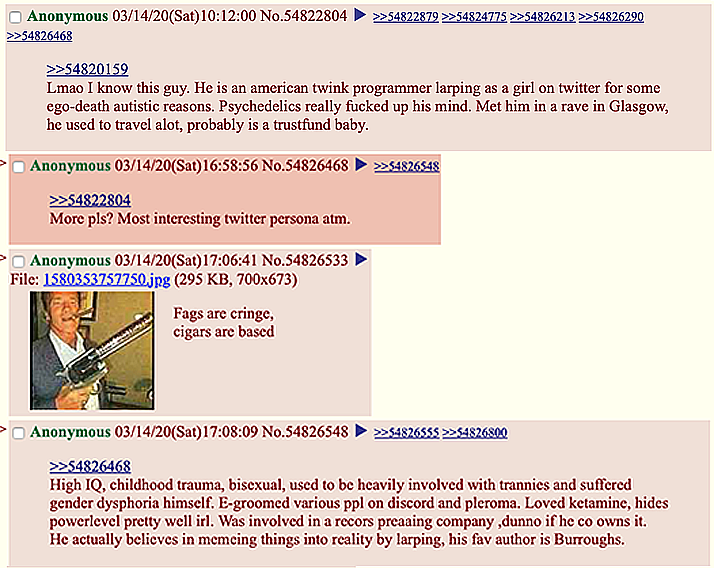 Anonymous 03/14/20(Sat)10:12:00 No.54822804 ▶ >>54822879 >>54824775 >>54826213 >>54826290
>>54826468
>>54820159
Lmao I know this guy. He is an american twink programmer larping as a girl on twitter for some
ego-death autistic reasons. Psychedelics really fucked up his mind. Met him in a rave in Glasgow,
he used to travel alot, probably is a trustfund baby.
Anonymous 03/14/20(Sat)16:58:56 No.54826468 ▶ >>54826548
>>54822804
More pls? Most interesting twitter persona atm.
Anonymous 03/14/20(Sat)17:06:41 No.54826533 ▶
File: 1580353757750.jpg (295 KB, 700x673)
Fags are cringe,
cigars are based
Anonymous 03/14/20(Sat)17:08:09 No.54826548 ▶ >>54826555 >>54826800
>>54826468
High IQ, childhood trauma, bisexual, used to be heavily involved with trannies and suffered
gender dysphoria himself. E-groomed various ppl on discord and pleroma. Loved ketamine, hides
powerlevel pretty well irl. Was involved in a recors preaaing company ,dunno if he co owns it.
He actually believes in memeing things into reality by larping, his fav author is Burroughs.